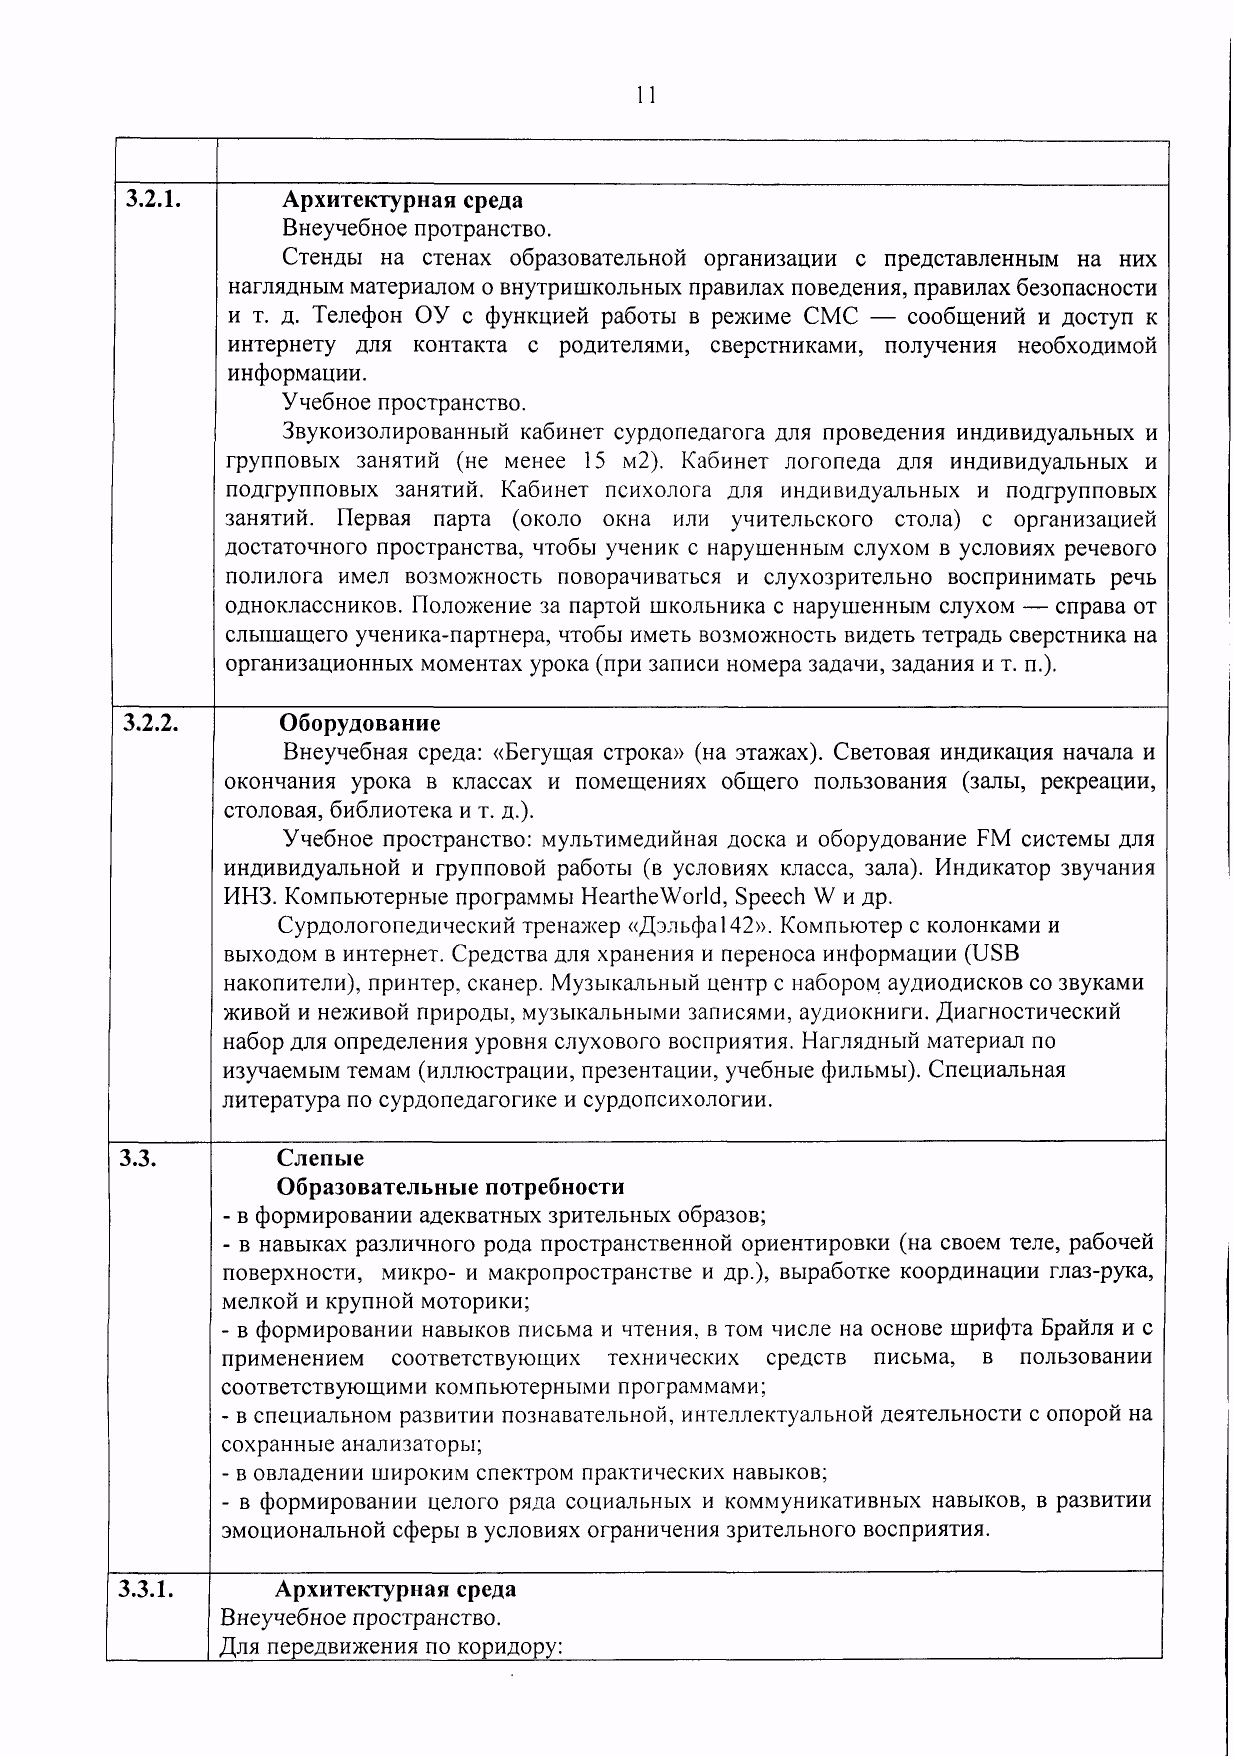 11
3.2.1.
Архитектурная среда
Внеучебное протранство.
Стенды на стенах образовательной организации с представленным на них
наглядным материалом о внутришкольных правилах поведения, правилах безопасности
и т. д. Телефон ОУ с функцией работы в режиме СМС — сообщений и доступ к
интернету для контакта с родителями, сверстниками, получения необходимой
информации.
Учебное пространство.
Звукоизолированный кабинет сурдопедагога для проведения индивидуальных и
групповых занятий (не менее 15 м2). Кабинет логопеда для индивидуальных и
подгрупповых занятий. Кабинет психолога для индивидуальных и подгрупповых
занятий. Первая парта (около окна или учительского стола) с организацией
достаточного пространства, чтобы ученик с нарушенным слухом в условиях речевого
полилога имел возможность поворачиваться и слухозрительно воспринимать речь
одноклассников. Положение за партой школьника с нарушенным слухом — справа от
слышащего ученика-партнера, чтобы иметь возможность видеть тетрадь сверстника на
организационных моментах урока (при записи номера задачи, задания и т. п.).
3.2.2.
Оборудование
Внеучебная среда: «Бегущая строка» (на этажах). Световая индикация начала и
окончания урока в классах и помещениях общего пользования (залы, рекреации,
столовая, библиотека и т. д.).
Учебное пространство: мультимедийная доска и оборудование FM системы для
индивидуальной и групповой работы (в условиях класса, зала). Индикатор звучания
ИНЗ. Компьютерные программы HeartheWorld, Speech W и др.
Сурдологопедический тренажер «Дэльфа142». Компьютер с колонками и
выходом в интернет. Средства для хранения и переноса информации (USB
накопители), принтер, сканер. Музыкальный центр с набором аудиодисков со звуками
живой и неживой природы, музыкальными записями, аудиокниги. Диагностический
набор для определения уровня слухового восприятия. Наглядный материал по
изучаемым темам (иллюстрации, презентации, учебные фильмы). Специальная
литература по сурдопедагогике и сурдопсихологии.
3.3.
Слепые
Образовательные потребности
- в формировании адекватных зрительных образов;
- в навыках различного рода пространственной ориентировки (на своем теле, рабочей
поверхности, микро- и макропространстве и др.), выработке координации глаз-рука,
мелкой и крупной моторики;
- в формировании навыков письма и чтения, в том числе на основе шрифта Брайля и с
применением соответствующих технических средств письма, в пользовании
соответствующими компьютерными программами;
- в специальном развитии познавательной, интеллектуальной деятельности с опорой на
сохранные анализаторы;
- в овладении широким спектром практических навыков;
- в формировании целого ряда социальных и коммуникативных навыков, в развитии
эмоциональной сферы в условиях ограничения зрительного восприятия.
3.3.1.
Архитектурная среда
Внеучебное пространство.
Для передвижения по коридору: